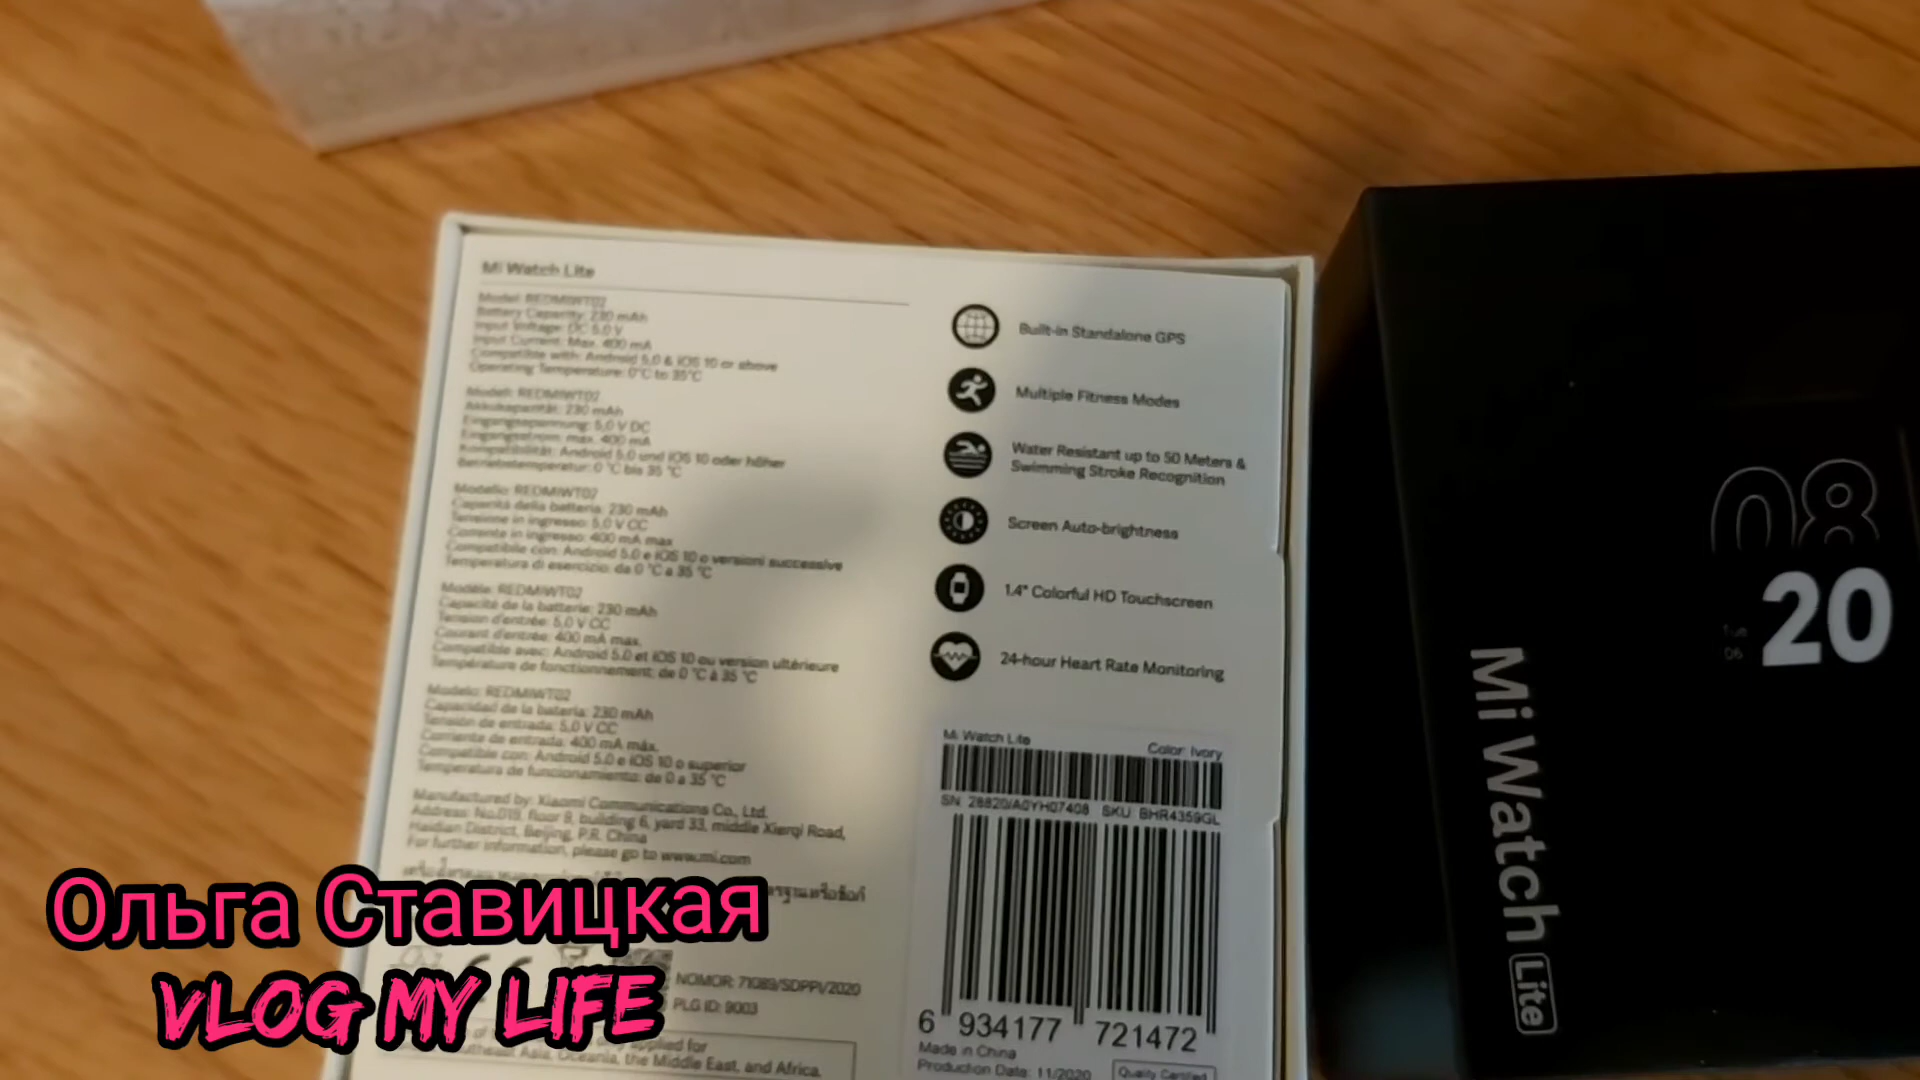 Mi Watch Lite
Model: REDMIWT02
Battery Capacity: 230 mAh
Input Voltage: DC 5.0 V
Input Current: Max. 400 mA
Compatible with: Android 5.0 & iOS 10 or above
Operating Temperature: 0°C to 35°C
Modell: REDMIWT02
Akkukapazität: 230 mAh
Eingangsspannung: 5,0 V DC
Eingangsstrom: max. 400 mA
Kompatibilität: Android 5.0 und iOS 10 oder höher
Betriebstemperatur: 0 °C bis 35 °C
Modello: REDMIWT02
Capacità della batteria: 230 mAh
Tensione in ingresso: 5,0 V CC
Corrente in ingresso: 400 mA max
Compatibile con: Android 5.0 e iOS 10 o versioni successive
Temperatura di esercizio: da 0 °C a 35 °C
Modèle: REDMIWT02
Capacité de la batterie: 230 mAh
Tension d'entrée: 5,0 V CC
Courant d'entrée: 400 mA max.
Compatible avec: Android 5.0 et iOS 10 ou version ultérieure
Température de fonctionnement: de 0 °C à 35 °C
Modelo: REDMIWT02
Capacidad de la batería: 230 mAh
Tensión de entrada: 5,0 V CC
Corriente de entrada: 400 mA máx.
Compatible con: Android 5.0 e iOS 10 o superior
Temperatura de funcionamiento: de 0 a 35 °C
Manufactured by: Xiaomi Communications Co., Ltd.
Address: No.019, floor 9, building 6, yard 33, middle Xierqi Road,
Haidian District, Beijing, P.R. China
For further information, please go to www.mi.com
NOMOR: 71089/SDPPI/2020
PLG ID: 9003
applied for
Southeast Asia, Oceania, the Middle East, and Africa.
Built-in Standalone GPS
Multiple Fitness Modes
Water Resistant up to 50 Meters &
Swimming Stroke Recognition
Screen Auto-brightness
1.4" Colorful HD Touchscreen
24-hour Heart Rate Monitoring
Mi Watch Lite Color: Ivory
SN: 28820/A0YH07408 SKU: BHR4359GL
6 934177 721472
Made in China
Production Date: 11/2020
Quality Certified
08
20
Tue
06
Mi Watch Lite
Ольга Ставицкая
VLOG MY LIFE